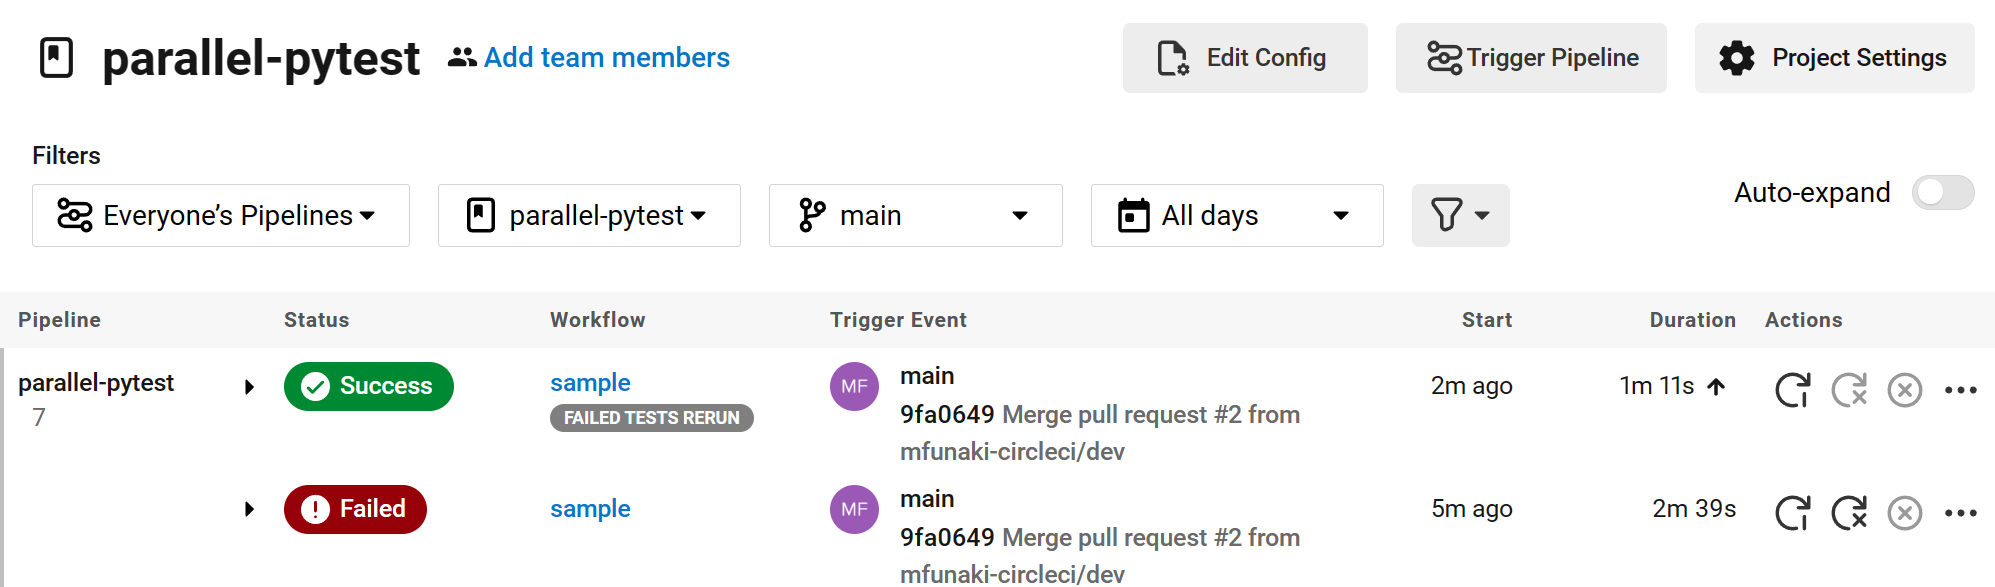 parallel-pytest Add team members Edit Config Trigger Pipeline Project Settings
Filters
Everyone’s Pipelines parallel-pytest main All days Auto-expand
Pipeline Status Workflow Trigger Event Start Duration Actions
parallel-pytest Success sample MF main 2m ago 1m 11s
7 FAILED TESTS RERUN 9fa0649 Merge pull request #2 from
mfunaki-circleci/dev
Failed sample MF main 5m ago 2m 39s
9fa0649 Merge pull request #2 from
mfunaki-circleci/dev